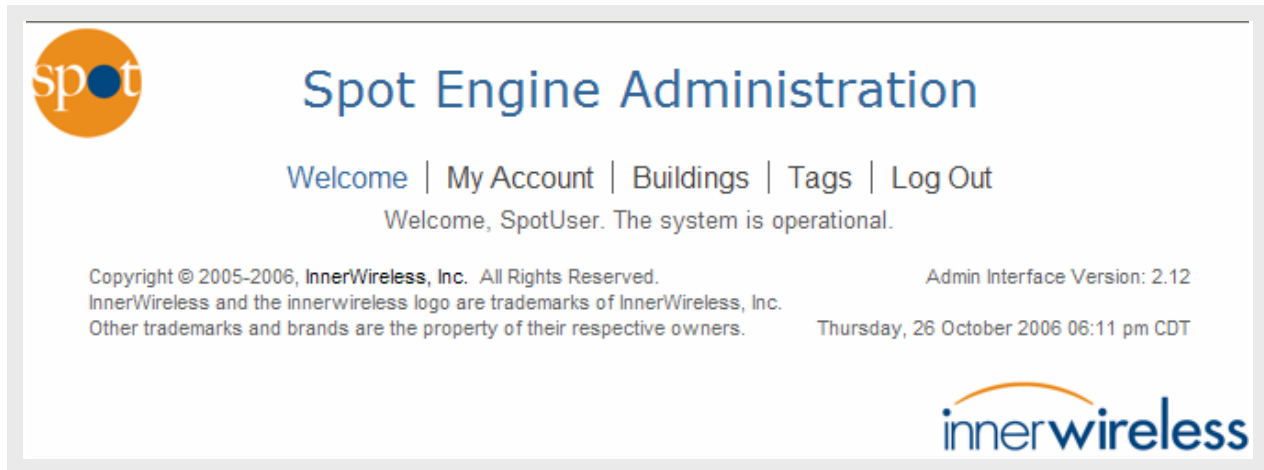 spot
Spot Engine Administration
Welcome | My Account | Buildings | Tags | Log Out
Welcome, SpotUser. The system is operational.
Copyright © 2005-2006, InnerWireless, Inc. All Rights Reserved. Admin Interface Version: 2.12
InnerWireless and the innerwireless logo are trademarks of InnerWireless, Inc.
Other trademarks and brands are the property of their respective owners. Thursday, 26 October 2006 06:11 pm CDT
innerwireless